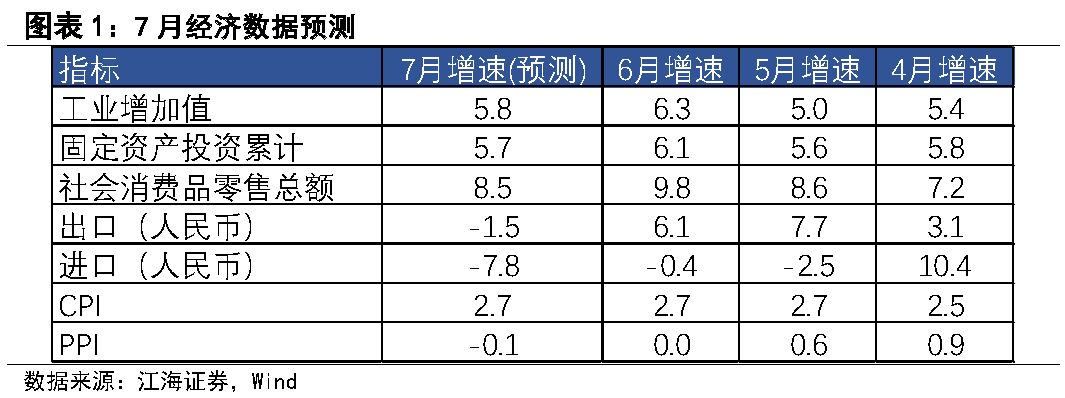 图表 1：7 月经济数据预测
指标 7月增速(预测) 6月增速 5月增速 4月增速
工业增加值 5.8 6.3 5.0 5.4
固定资产投资累计 5.7 6.1 5.6 5.8
社会消费品零售总额 8.5 9.8 8.6 7.2
出口（人民币） -1.5 6.1 7.7 3.1
进口（人民币） -7.8 -0.4 -2.5 10.4
CPI 2.7 2.7 2.7 2.5
PPI -0.1 0.0 0.6 0.9
数据来源：江海证券，Wind